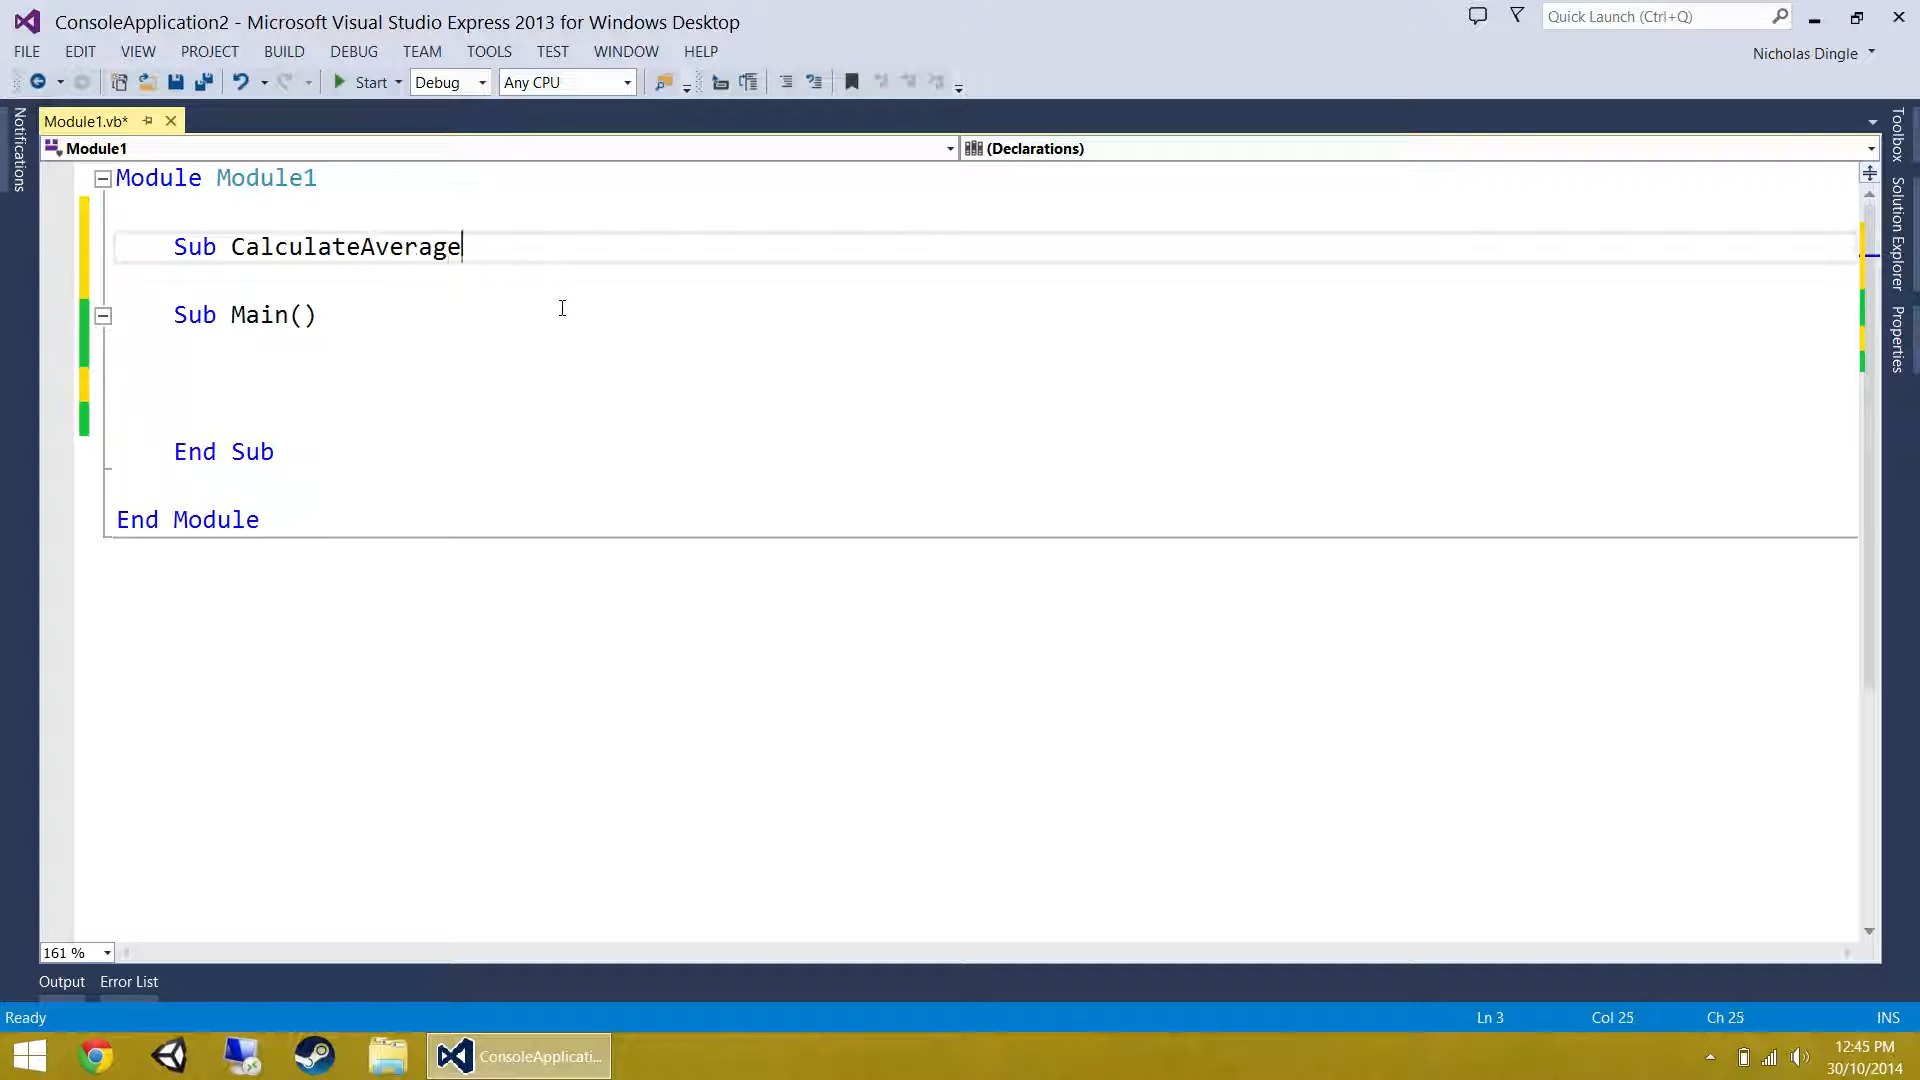 ConsoleApplication2 - Microsoft Visual Studio Express 2013 for Windows Desktop
Quick Launch (Ctrl+Q)
FILE EDIT VIEW PROJECT BUILD DEBUG TEAM TOOLS TEST WINDOW HELP
Nicholas Dingle
Start Debug Any CPU
Notifications
Module1.vb*
Toolbox
Solution Explorer
Properties
Module1 (Declarations)
Module Module1
Sub CalculateAverage
Sub Main()
End Sub
End Module
161 %
Output Error List
Ready Ln 3 Col 25 Ch 25 INS
ConsoleApplicati...
12:45 PM
30/10/2014